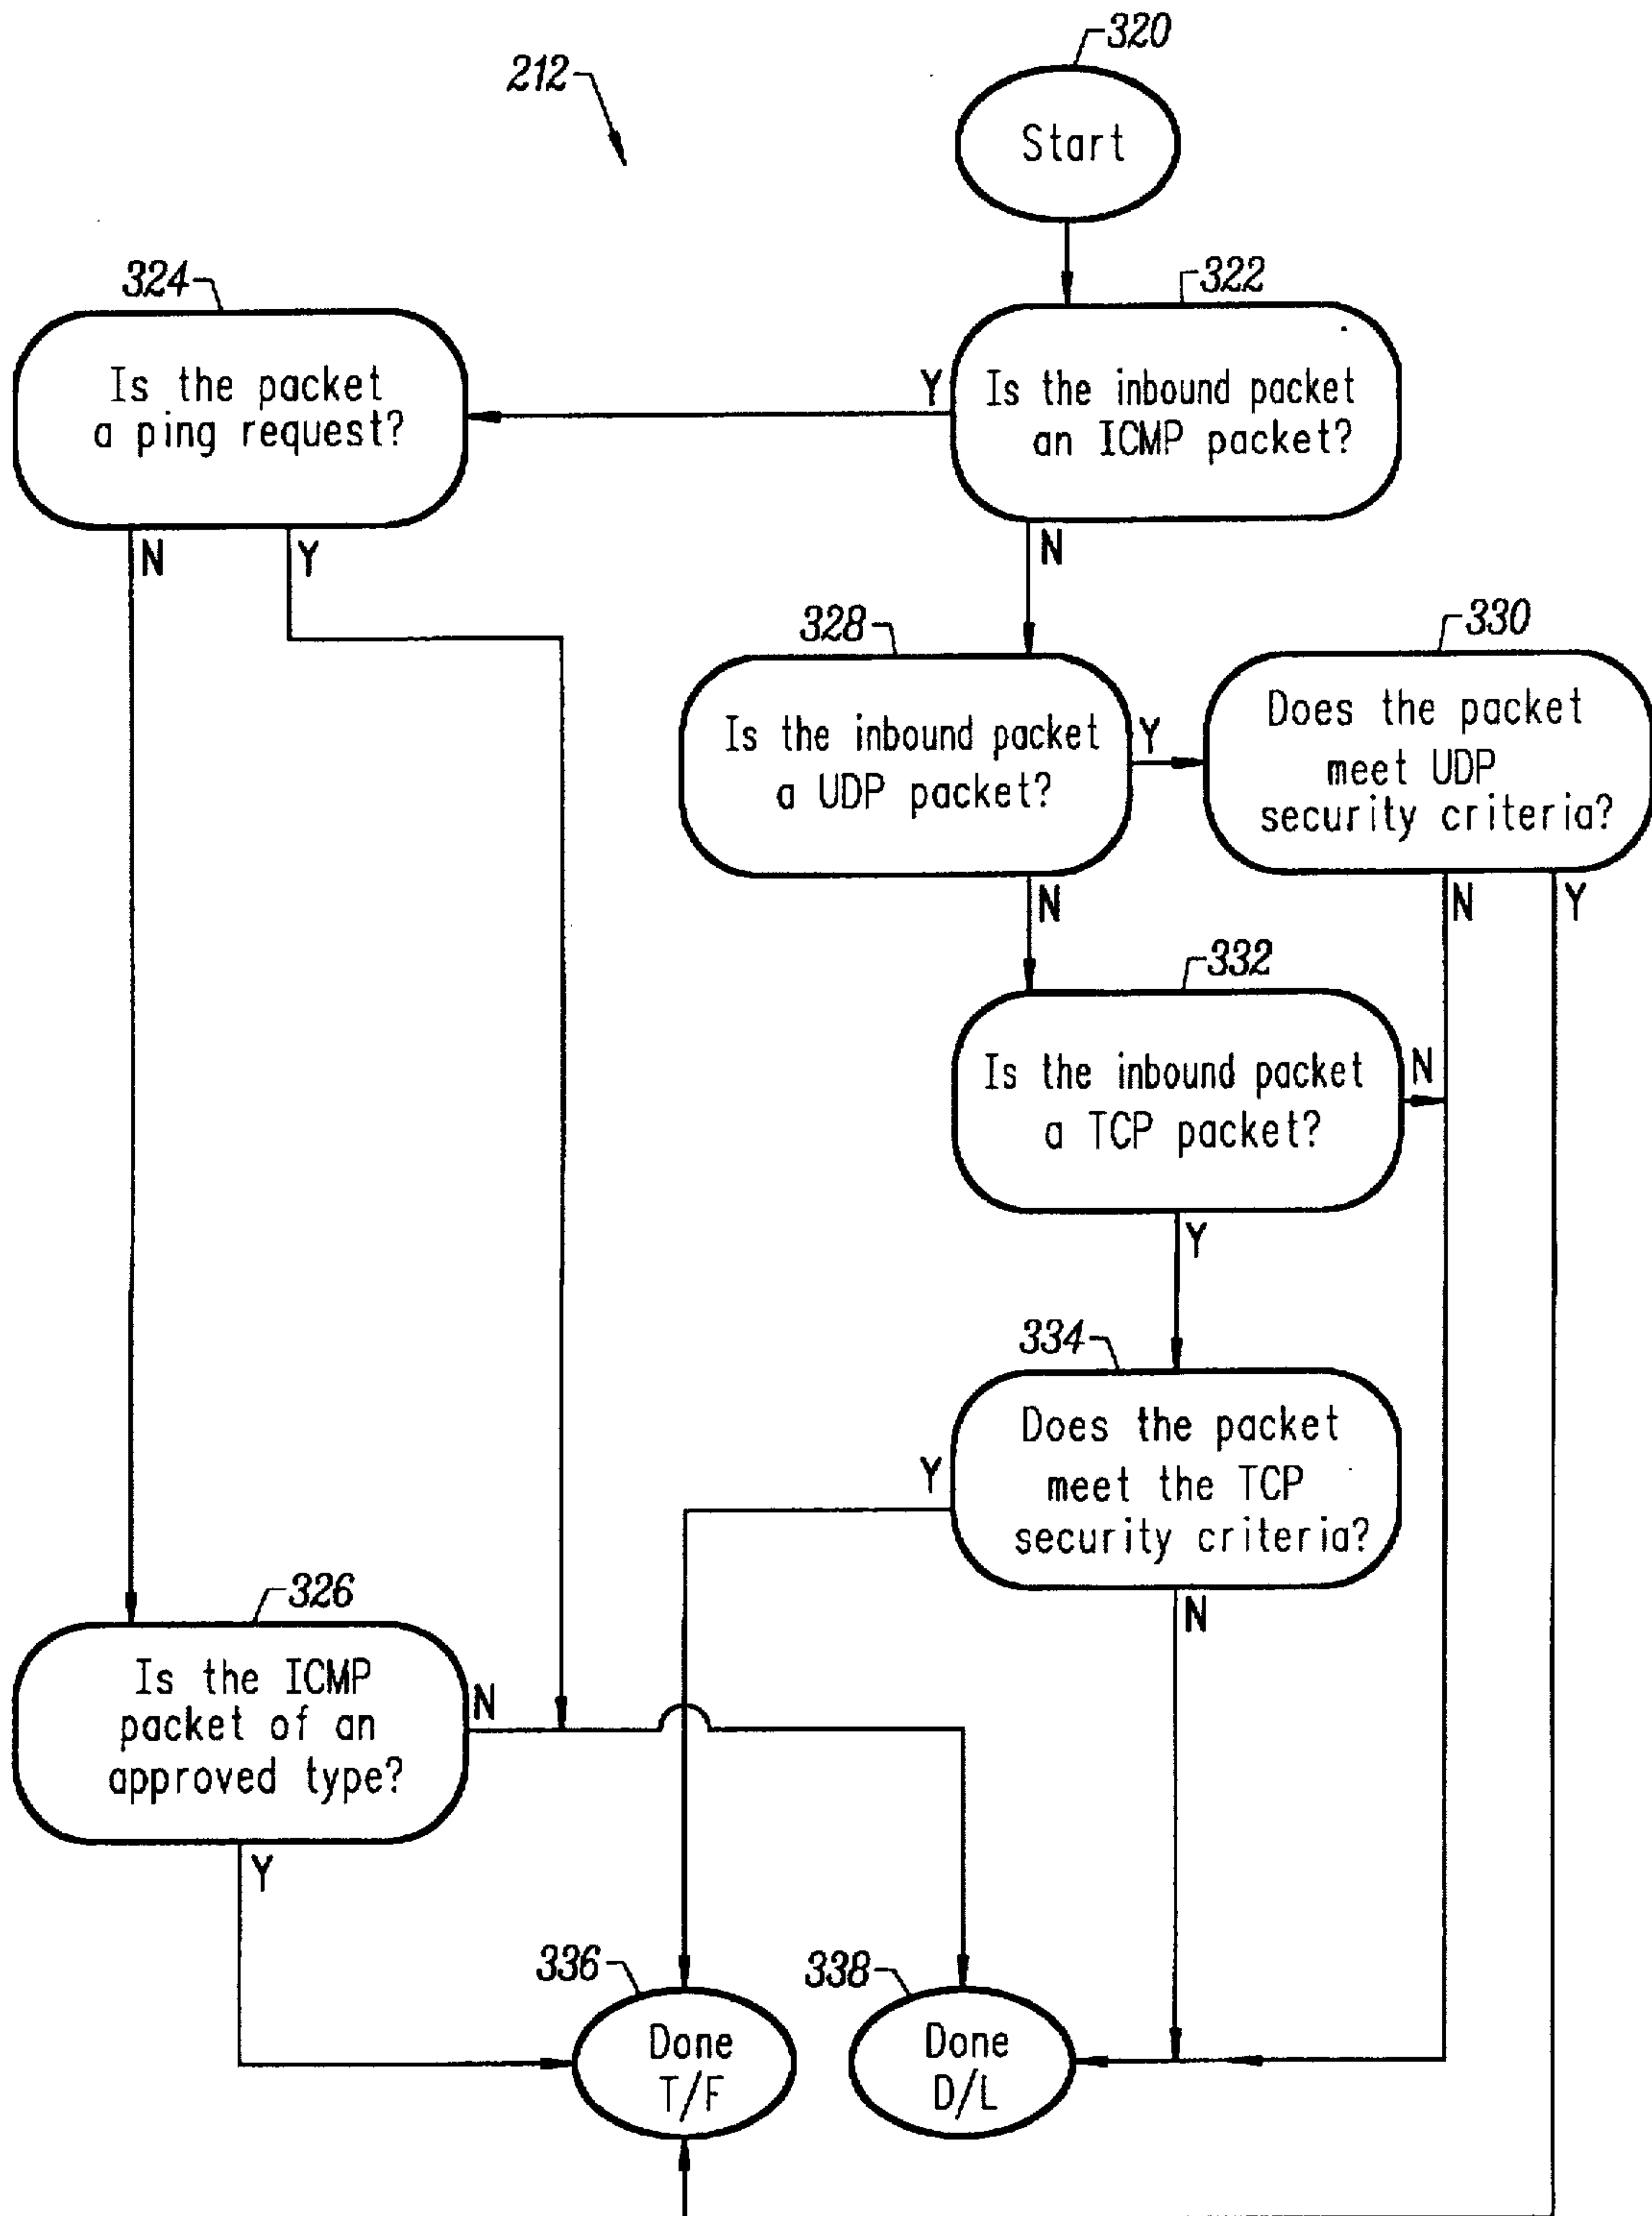 320
212
Start
324
322
Is the packet
a ping request?
Y
Is the inbound packet
an ICMP packet?
N
Y
N
328
330
Is the inbound packet
a UDP packet?
Y
Does the packet
meet UDP
security criteria?
N
N
Y
332
Is the inbound packet
a TCP packet?
N
Y
334
Does the packet
meet the TCP
security criteria?
Y
N
326
Is the ICMP
packet of an
approved type?
N
Y
336
338
Done
T/F
Done
D/L